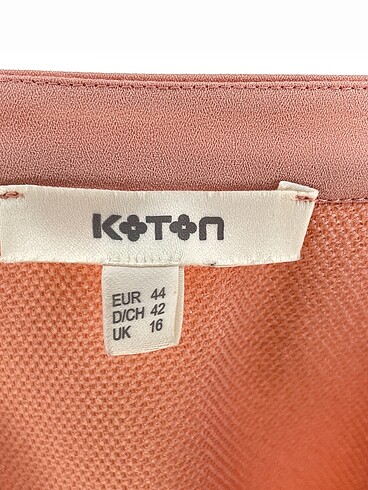 KOTON
EUR 44
D/CH 42
UK 16